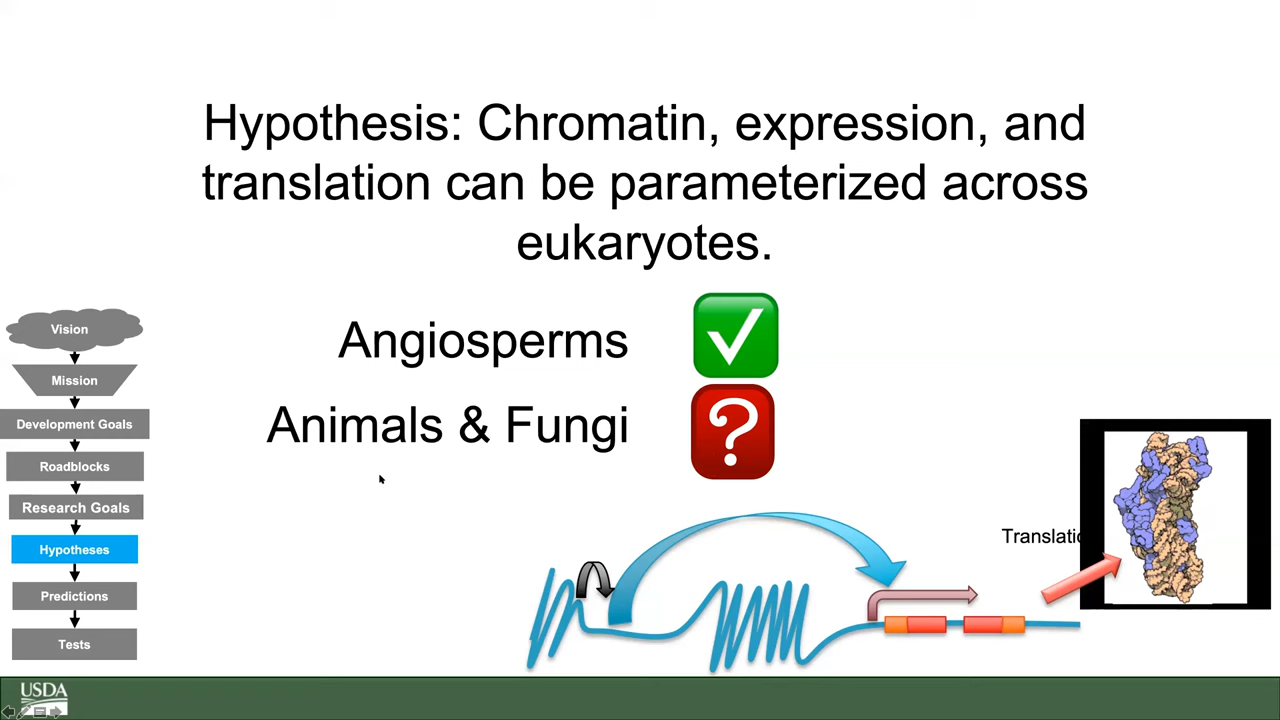 Hypothesis: Chromatin, expression, and
translation can be parameterized across
eukaryotes.
Angiosperms
Animals & Fungi
Vision
Mission
Development Goals
Roadblocks
Research Goals
Hypotheses
Predictions
Tests
Translatio
USDA